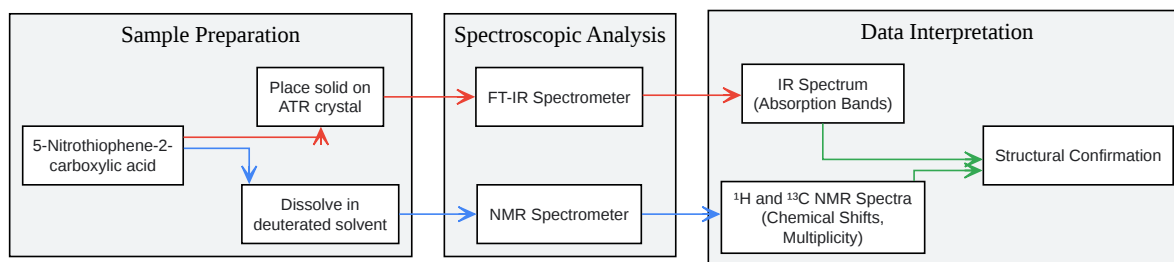 Sample Preparation
Spectroscopic Analysis
Data Interpretation
Place solid on
ATR crystal
FT-IR Spectrometer
IR Spectrum
(Absorption Bands)
5-Nitrothiophene-2-
carboxylic acid
Structural Confirmation
Dissolve in
deuterated solvent
NMR Spectrometer
¹H and ¹³C NMR Spectra
(Chemical Shifts,
Multiplicity)